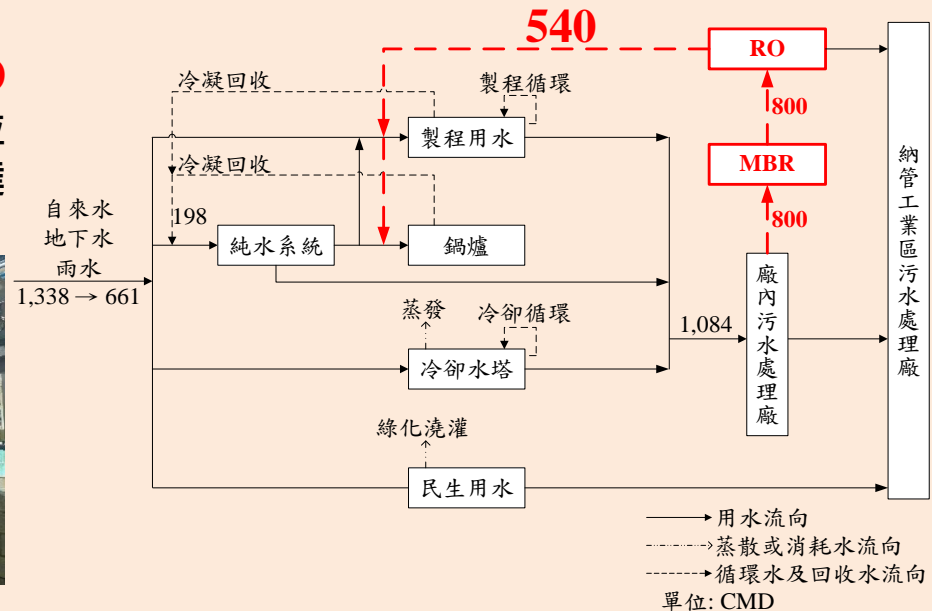 540
RO
冷凝回收
製程循環
800
製程用水
MBR
冷凝回收
自來水
地下水
雨水
1,338 → 661
198
純水系統
鍋爐
800
蒸發
冷卻循環
冷卻水塔
1,084
廠內污水處理廠
納管工業區污水處理廠
綠化澆灌
民生用水
用水流向
蒸散或消耗水流向
循環水及回收水流向
單位: CMD